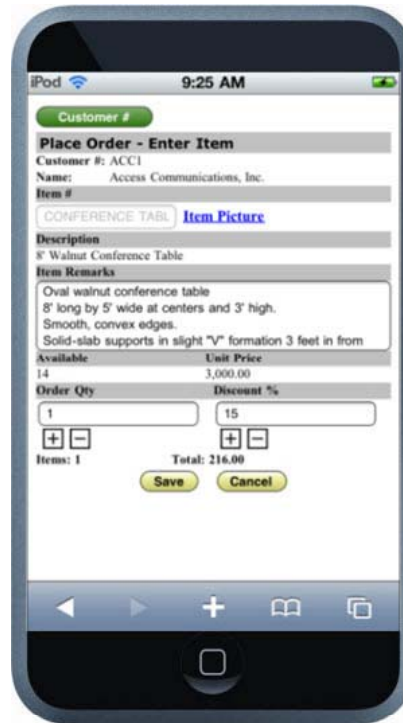 iPod 9:25 AM
Customer #
Place Order - Enter Item
Customer #: ACC1
Name: Access Communications, Inc.
Item #
CONFERENCE TABL Item Picture
Description
8' Walnut Conference Table
Item Remarks
Oval walnut conference table
8' long by 5' wide at centers and 3' high.
Smooth, convex edges.
Solid-slab supports in slight "V" formation 3 feet in from
Available Unit Price
14 3,000.00
Order Qty Discount %
1 15
+ − + −
Items: 1 Total: 216.00
Save Cancel